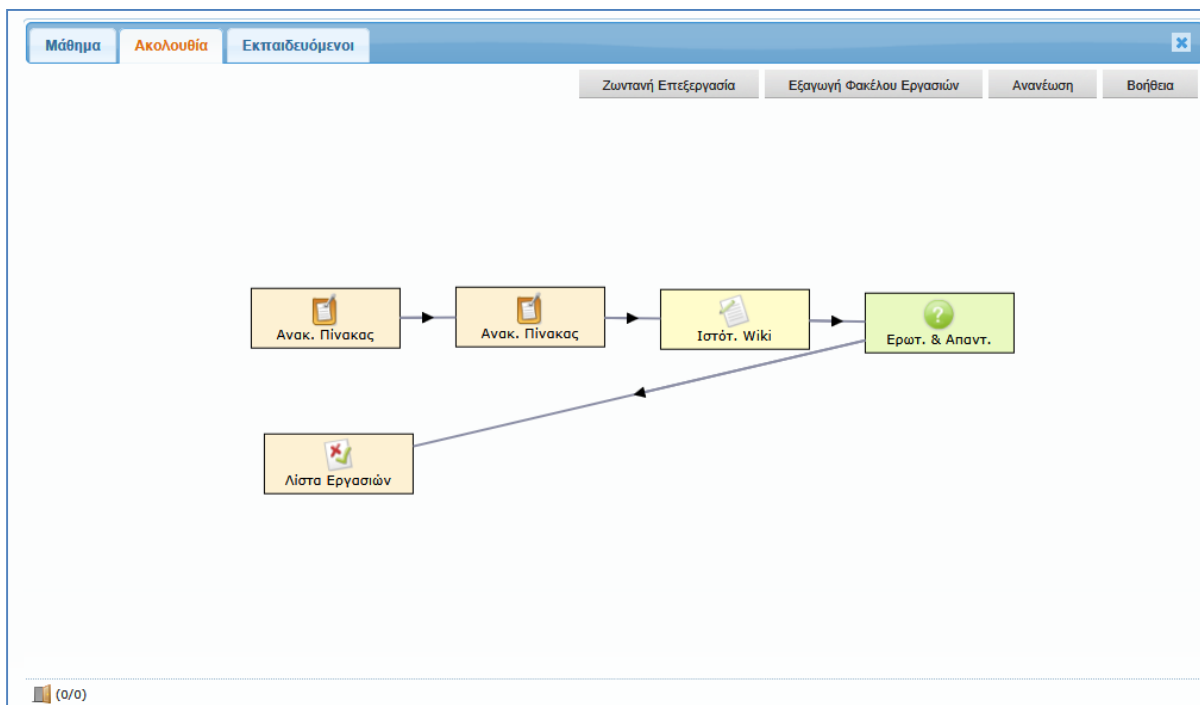 Μάθημα Ακολουθία Εκπαιδευόμενοι
Ζωντανή Επεξεργασία Εξαγωγή Φακέλου Εργασιών Ανανέωση Βοήθεια
Ανακ. Πίνακας Ανακ. Πίνακας Ιστότ. Wiki Ερωτ. & Απαντ.
Λίστα Εργασιών
(0/0)